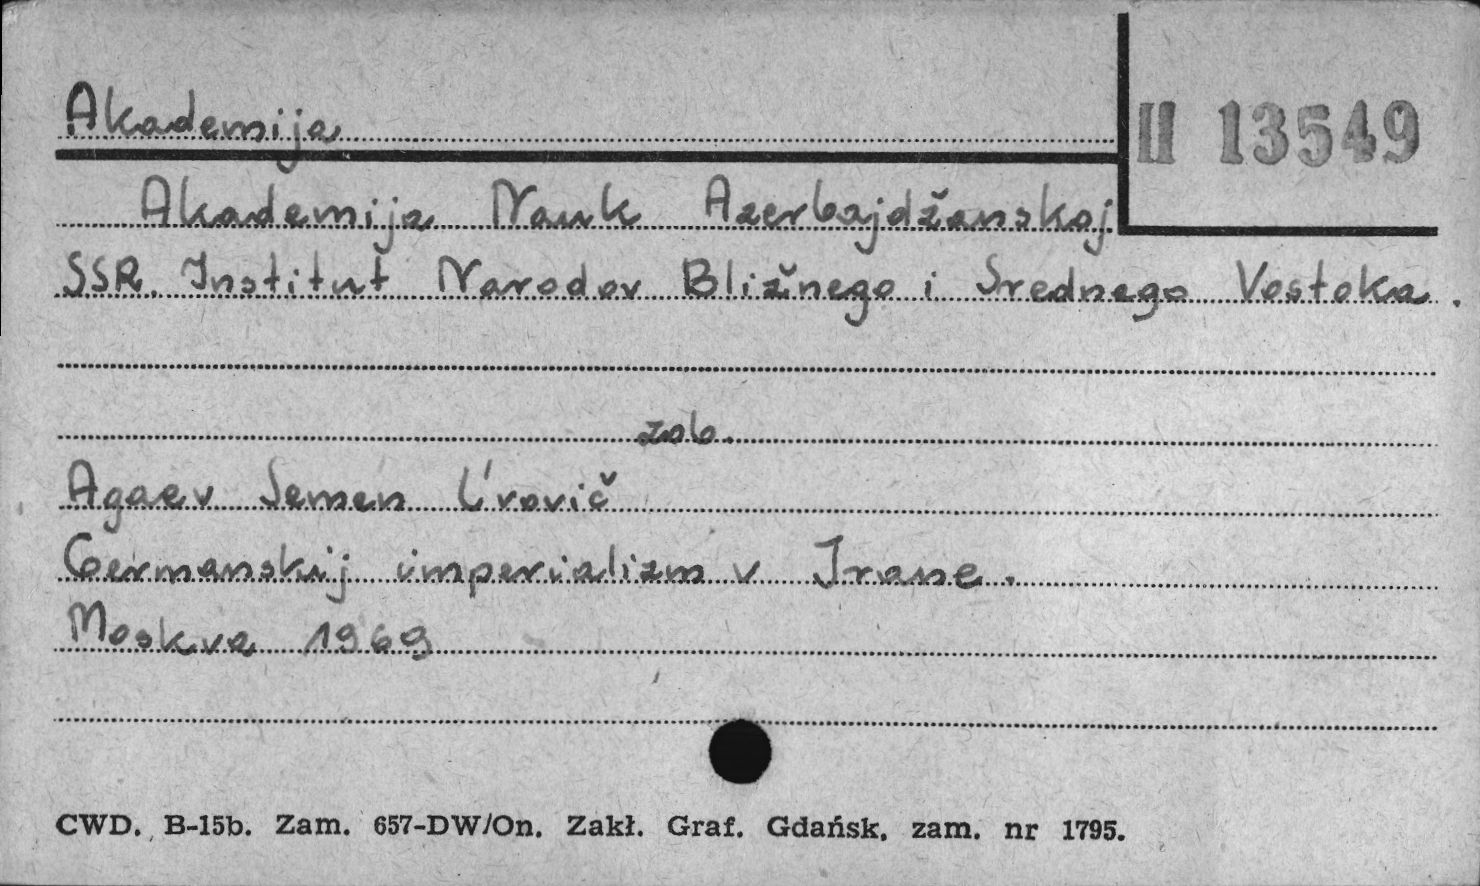 Akademija
II 13549
Akademija Nauk Azerbajdžanskoj
SSR. Institut Narodov Bližnego i Srednego Vostoka.
zob.
Agaev Semen L'vovič
Germanskij imperializm v Irane.
Moskva 1969
CWD. B-15b. Zam. 657-DW/On. Zakł. Graf. Gdańsk, zam. nr 1795.